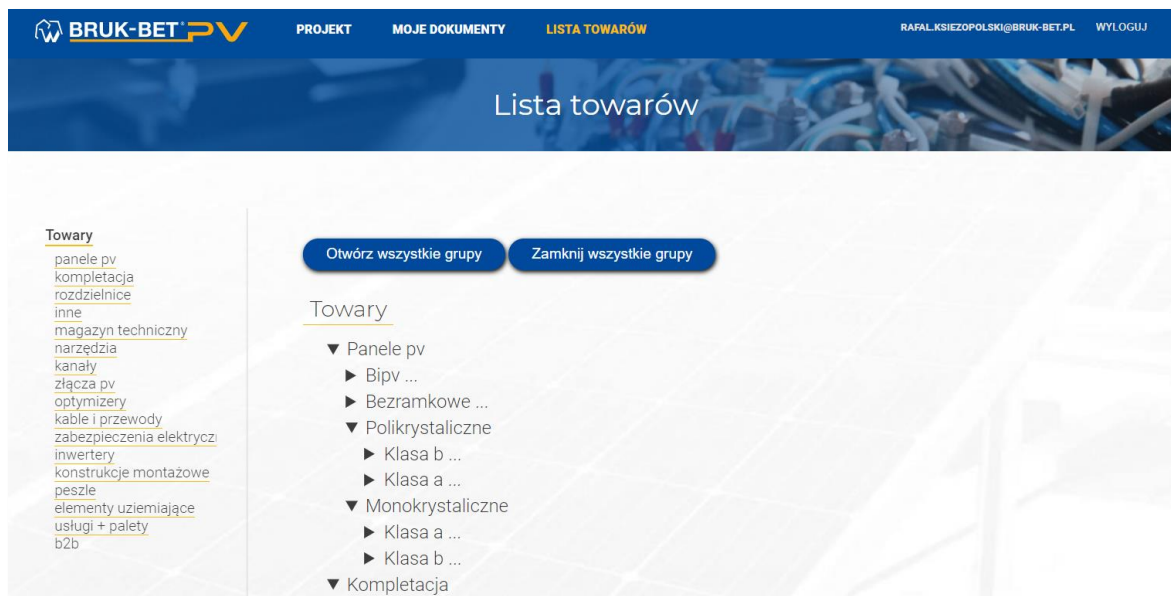 BRUK-BET PV
PROJEKT
MOJE DOKUMENTY
LISTA TOWARÓW
RAFAL.KSIEZOPOLSKI@BRUK-BET.PL
WYLOGUJ
Lista towarów
Towary
panele pv
kompletacja
rozdzielnice
inne
magazyn techniczny
narzędzia
kanały
złącza pv
optymizery
kable i przewody
zabezpieczenia elektrycz
inwertery
konstrukcje montażowe
peszle
elementy uziemiające
usługi + palety
b2b
Otwórz wszystkie grupy
Zamknij wszystkie grupy
Towary
▼ Panele pv
► Bipv ...
► Bezramkowe ...
▼ Polikrystaliczne
► Klasa b ...
► Klasa a ...
▼ Monokrystaliczne
► Klasa a ...
► Klasa b ...
▼ Kompletacja